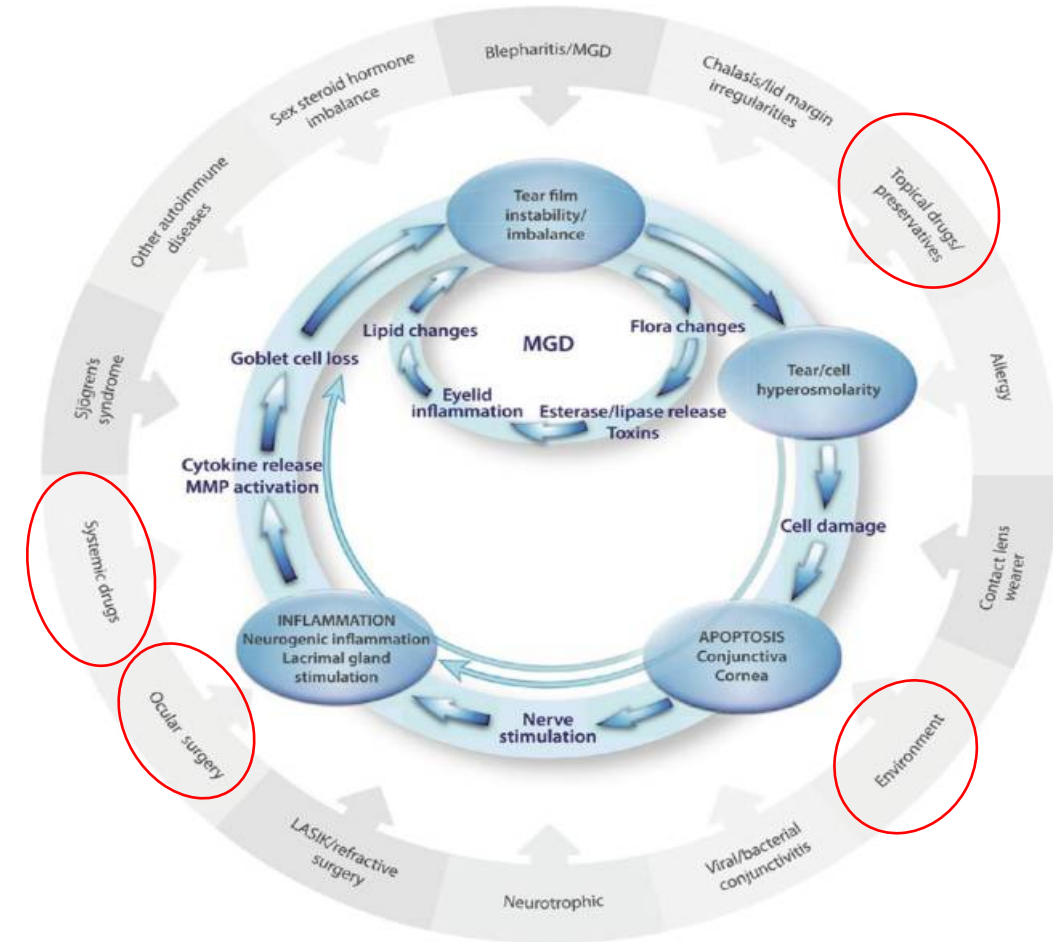 Blepharitis/MGD
Chalasis/lid margin
irregularities
Topical drugs/
preservatives
Allergy
Contact lens
wearer
Environment
Viral/bacterial
conjunctivitis
Neurotrophic
LASIK/refractive
surgery
Ocular surgery
Systemic drugs
Sjögren's
syndrome
Other autoimmune
diseases
Sex steroid hormone
imbalance
Tear film
instability/
imbalance
Tear/cell
hyperosmolarity
Cell damage
APOPTOSIS
Conjunctiva
Cornea
Nerve
stimulation
INFLAMMATION
Neurogenic inflammation
Lacrimal gland
stimulation
Cytokine release
MMP activation
Goblet cell loss
MGD
Flora changes
Esterase/lipase release
Toxins
Eyelid
inflammation
Lipid changes